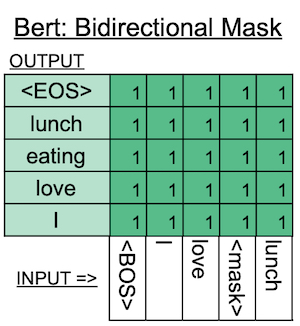 Bert: Bidirectional Mask
OUTPUT
<EOS> 1 1 1 1 1
lunch 1 1 1 1 1
eating 1 1 1 1 1
love 1 1 1 1 1
I 1 1 1 1 1
INPUT => <BOS> I love <mask> lunch